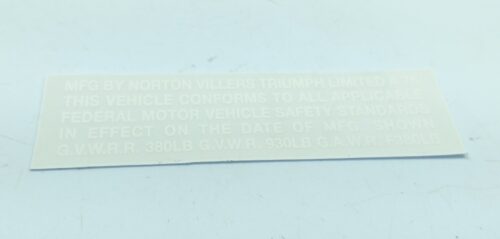 MFG BY NORTON VILLERS TRIUMPH LIMITED
THIS VEHICLE CONFORMS TO ALL APPLICABLE
FEDERAL MOTOR VEHICLE SAFETY STANDARDS
IN EFFECT ON THE DATE OF MFG. SHOWN
G.V.W.R.R. 380LB G.V.W.R. 930LB G.A.W.R.